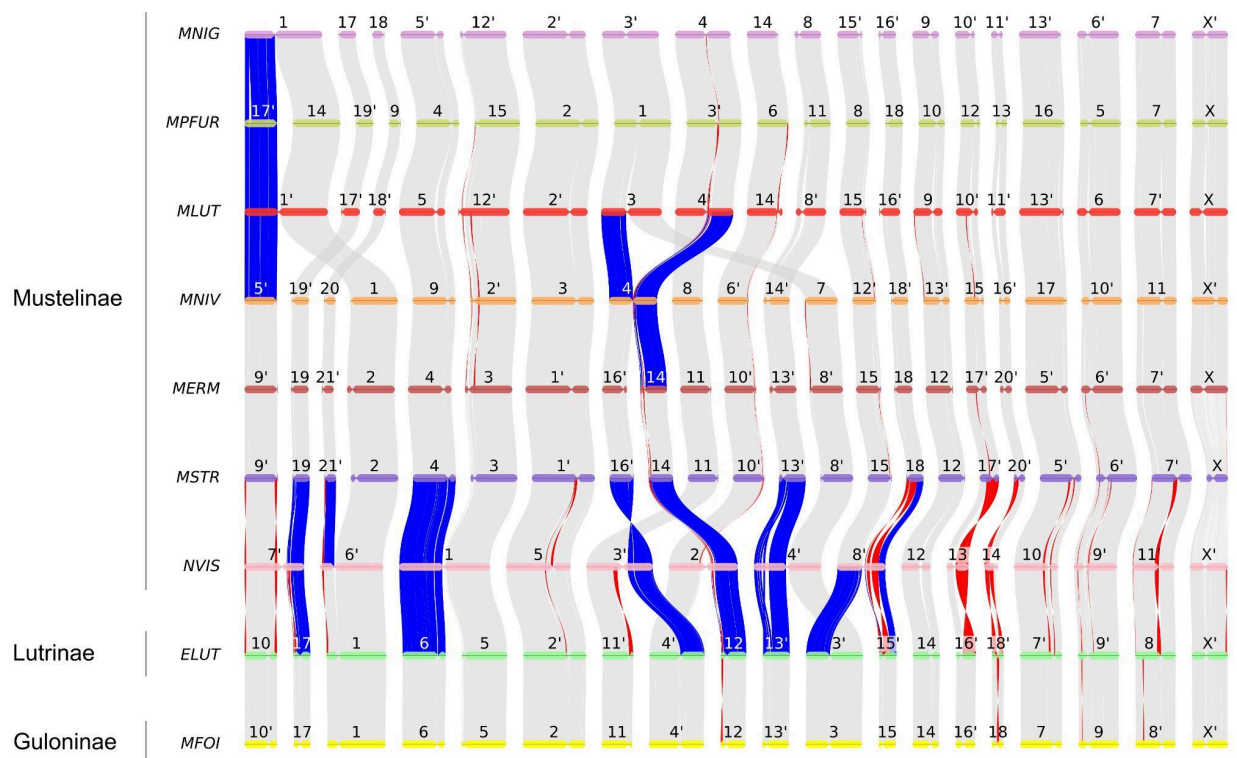 1 17 18 5' 12' 2' 3' 4 14 8 15' 16' 9 10' 11' 13' 6' 7 X'
MNIG
17' 14 19' 9 4 15 2 1 3' 6 11 8 18 10 12 13 16 5 7 X
MPFUR
1' 17' 18' 5 12' 2' 3 4' 14 8' 15 16' 9 10' 11' 13' 6 7' X
MLUT
5' 19' 20 1 9 2' 3 4 8 6' 14' 7 12' 18' 13' 15 16' 17 10' 11 X'
Mustelinae
MNIV
9' 19 21' 2 4 3 1' 16' 14 11 10' 13' 8' 15 18 12 17' 20' 5' 6' 7' X
MERM
9' 19 21' 2 4 3 1' 16' 14 11 10' 13' 8' 15 18 12 17' 20' 5' 6' 7' X
MSTR
7' 6' 1 5 3' 2 4' 8' 12 13 14 10 9' 11 X'
NVIS
10 17 1 6 5 2' 11' 4' 12 13' 3' 15' 14 16' 18' 7' 9' 8 X'
Lutrinae
ELUT
10' 17 1 6 5 2 11 4' 12 13' 3 15 14 16' 18 7 9 8' X'
Guloninae
MFOI